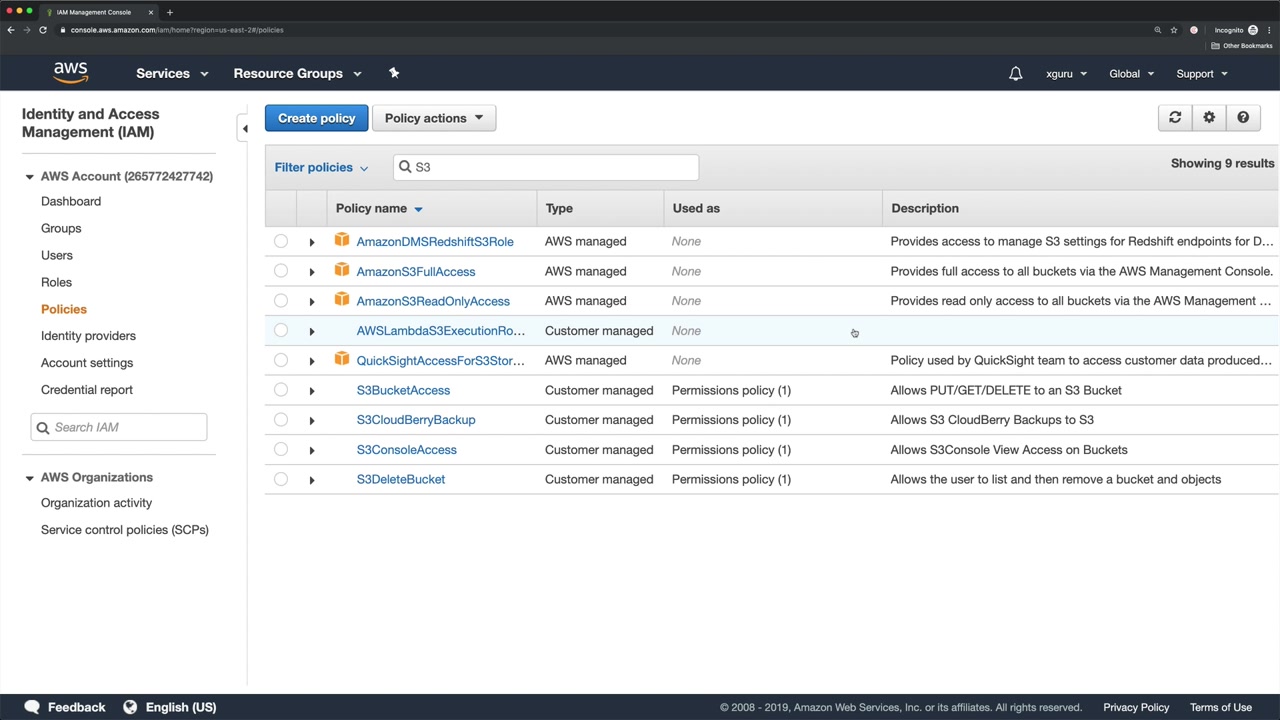 IAM Management Console
console.aws.amazon.com/iam/home?region=us-east-2#/policies
Incognito
Other Bookmarks
aws
Services
Resource Groups
xguru
Global
Support
Identity and Access
Management (IAM)
AWS Account (265772427742)
Dashboard
Groups
Users
Roles
Policies
Identity providers
Account settings
Credential report
Search IAM
AWS Organizations
Organization activity
Service control policies (SCPs)
Create policy
Policy actions
Filter policies
S3
Showing 9 results
Policy name Type Used as Description
AmazonDMSRedshiftS3Role AWS managed None Provides access to manage S3 settings for Redshift endpoints for D...
AmazonS3FullAccess AWS managed None Provides full access to all buckets via the AWS Management Console.
AmazonS3ReadOnlyAccess AWS managed None Provides read only access to all buckets via the AWS Management ...
AWSLambdaS3ExecutionRo... Customer managed None
QuickSightAccessForS3Stor... AWS managed None Policy used by QuickSight team to access customer data produced...
S3BucketAccess Customer managed Permissions policy (1) Allows PUT/GET/DELETE to an S3 Bucket
S3CloudBerryBackup Customer managed Permissions policy (1) Allows S3 CloudBerry Backups to S3
S3ConsoleAccess Customer managed Permissions policy (1) Allows S3Console View Access on Buckets
S3DeleteBucket Customer managed Permissions policy (1) Allows the user to list and then remove a bucket and objects
Feedback
English (US)
© 2008 - 2019, Amazon Web Services, Inc. or its affiliates. All rights reserved.
Privacy Policy
Terms of Use